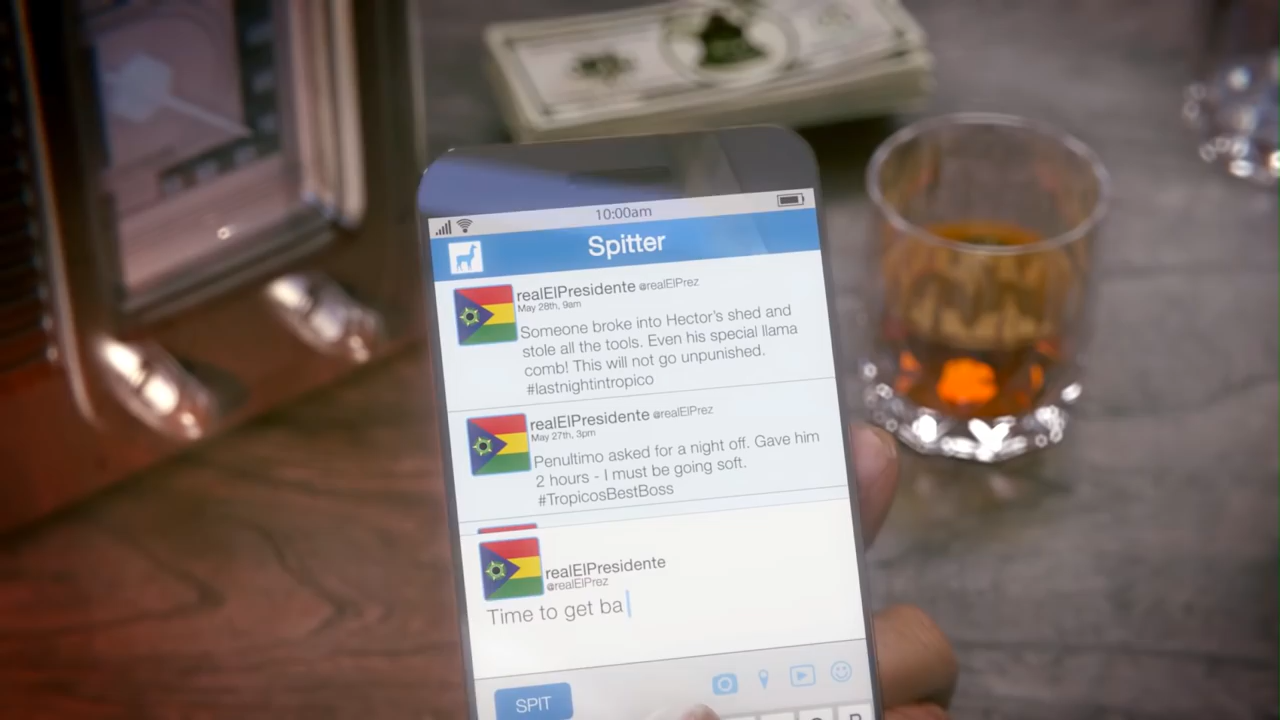 10:00am
Spitter
realElPresidente @realElPrez
May 28th, 9am
Someone broke into Hector's shed and
stole all the tools. Even his special llama
comb! This will not go unpunished.
#lastnightintropico
realElPresidente @realElPrez
May 27th, 3pm
Penultimo asked for a night off. Gave him
2 hours - I must be going soft.
#TropicosBestBoss
realElPresidente
@realElPrez
Time to get ba
SPIT